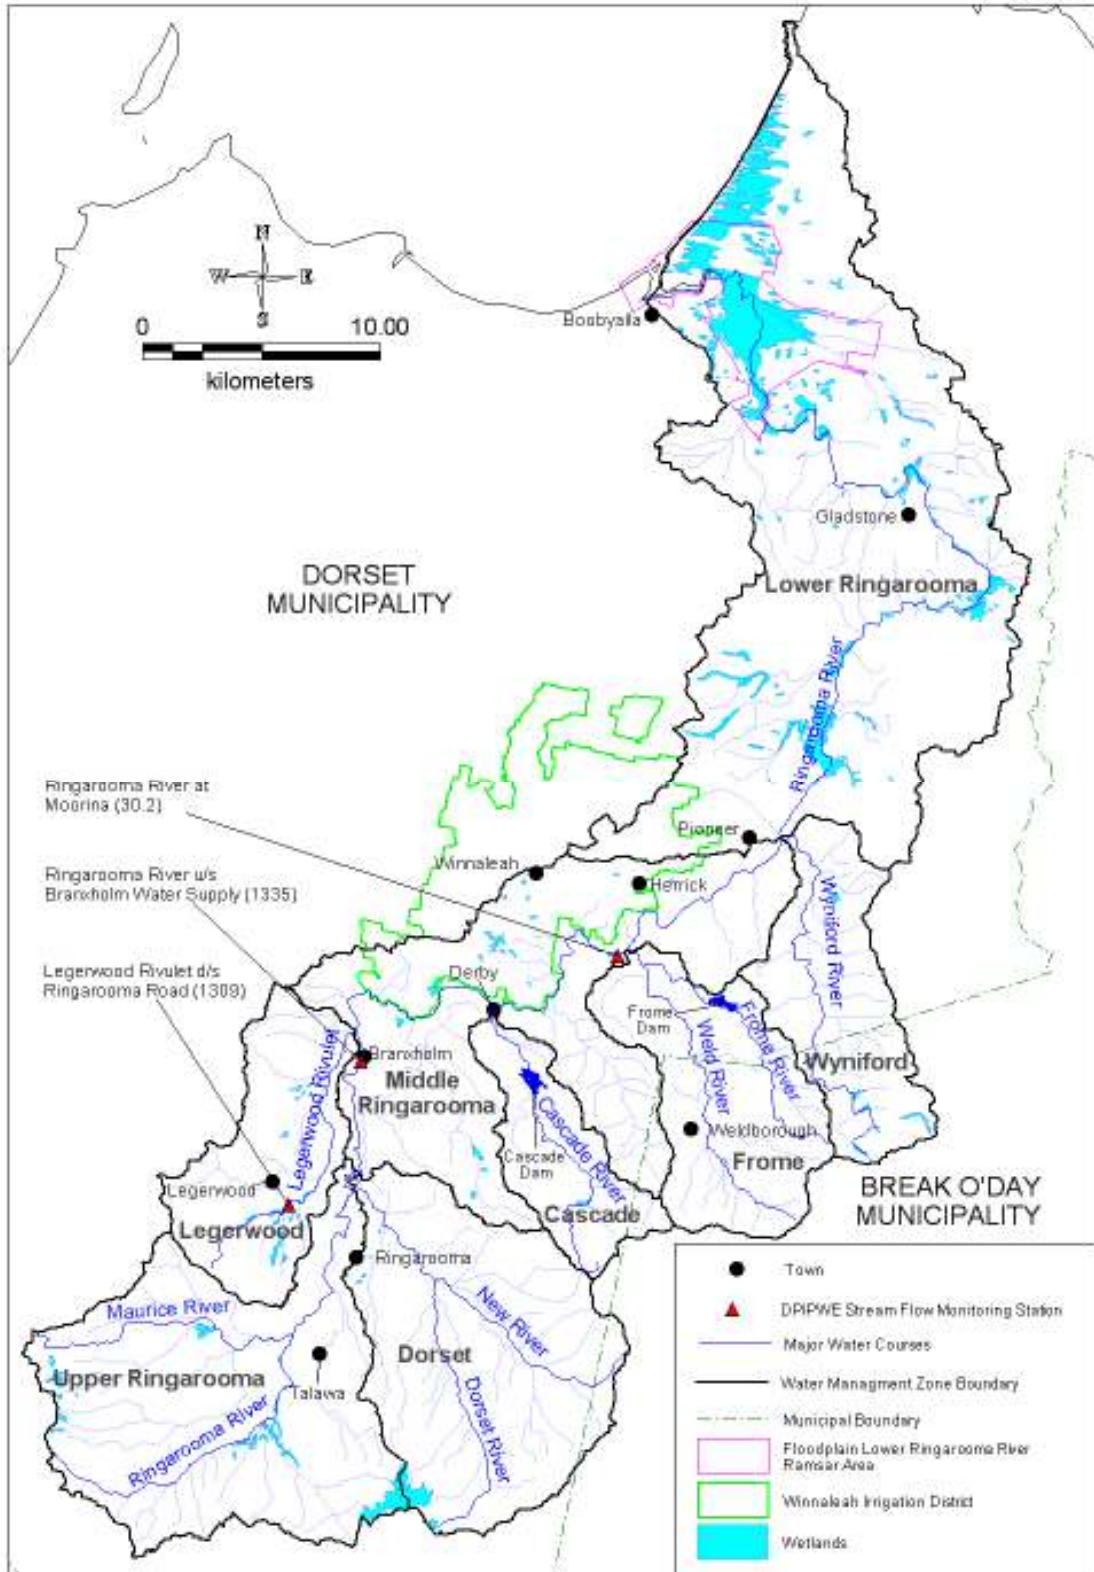 N
W
E
S
0
10.00
kilometers
Boobyalla
Gladstone
DORSET
MUNICIPALITY
Lower Ringarooma
Ringarooma River
Ringarooma River at
Moorina (30.2)
Pioneer
Winnaleah
Herrick
Ringarooma River u/s
Branxholm Water Supply (1335)
Wyniford River
Legerwood Rivulet d/s
Ringarooma Road (1309)
Derby
Frome
Dam
Frome River
Weld River
Wyniford
Legerwood Rivulet
Branxholm
Middle
Ringarooma
Cascade River
Weldborough
Cascade
Dam
Frome
Legerwood
BREAK O'DAY
MUNICIPALITY
Cascade
Legerwood
Ringarooma
Maurice River
New River
Dorset
Upper Ringarooma
Talawa
Dorset River
Ringarooma River
Town
DPIPWE Stream Flow Monitoring Station
Major Water Courses
Water Managment Zone Boundary
Municipal Boundary
Floodplain Lower Ringarooma River
Ramsar Area
Winnaleah Irrigation District
Wetlands